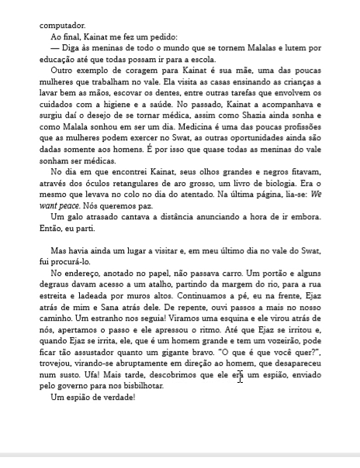 computador.
Ao final, Kainat me fez um pedido:
— Diga às meninas de todo o mundo que se tornem Malalas e lutem por
educação até que todas possam ir para a escola.
Outro exemplo de coragem para Kainat é sua mãe, uma das poucas
mulheres que trabalham no vale. Ela visita as casas ensinando as crianças a
lavar bem as mãos, escovar os dentes, entre outras tarefas que envolvem os
cuidados com a higiene e a saúde. No passado, Kainat a acompanhava e
surgiu daí o desejo de se tornar médica, assim como Shazia ainda sonha e
como Malala sonhou em ser um dia. Medicina é uma das poucas profissões
que as mulheres podem exercer no Swat, as outras oportunidades ainda são
dadas somente aos homens. É por isso que quase todas as meninas do vale
sonham ser médicas.
No dia em que encontrei Kainat, seus olhos grandes e negros fitavam,
através dos óculos retangulares de aro grosso, um livro de biologia. Era o
mesmo que levava no colo no dia do atentado. Na última página, lia-se: We
want peace. Nós queremos paz.
Um galo atrasado cantava a distância anunciando a hora de ir embora.
Então, eu parti.
Mas havia ainda um lugar a visitar e, em meu último dia no vale do Swat,
fui procurá-lo.
No endereço, anotado no papel, não passava carro. Um portão e alguns
degraus davam acesso a um atalho, partindo da margem do rio, para a rua
estreita e ladeada por muros altos. Continuamos a pé, eu na frente, Ejaz
atrás de mim e Sana atrás dele. De repente, ouvi passos a mais no nosso
caminho. Um estranho nos seguia! Viramos uma esquina e ele virou atrás de
nós, apertamos o passo e ele apressou o ritmo. Até que Ejaz se irritou e,
quando Ejaz se irrita, ele, que é um homem grande e tem um vozeirão, pode
ficar tão assustador quanto um gigante bravo. "O que é que você quer?",
trovejou, virando-se abruptamente em direção ao homem, que desapareceu
num susto. Ufa! Mais tarde, descobrimos que ele era um espião, enviado
pelo governo para nos bisbilhotar.
Um espião de verdade!